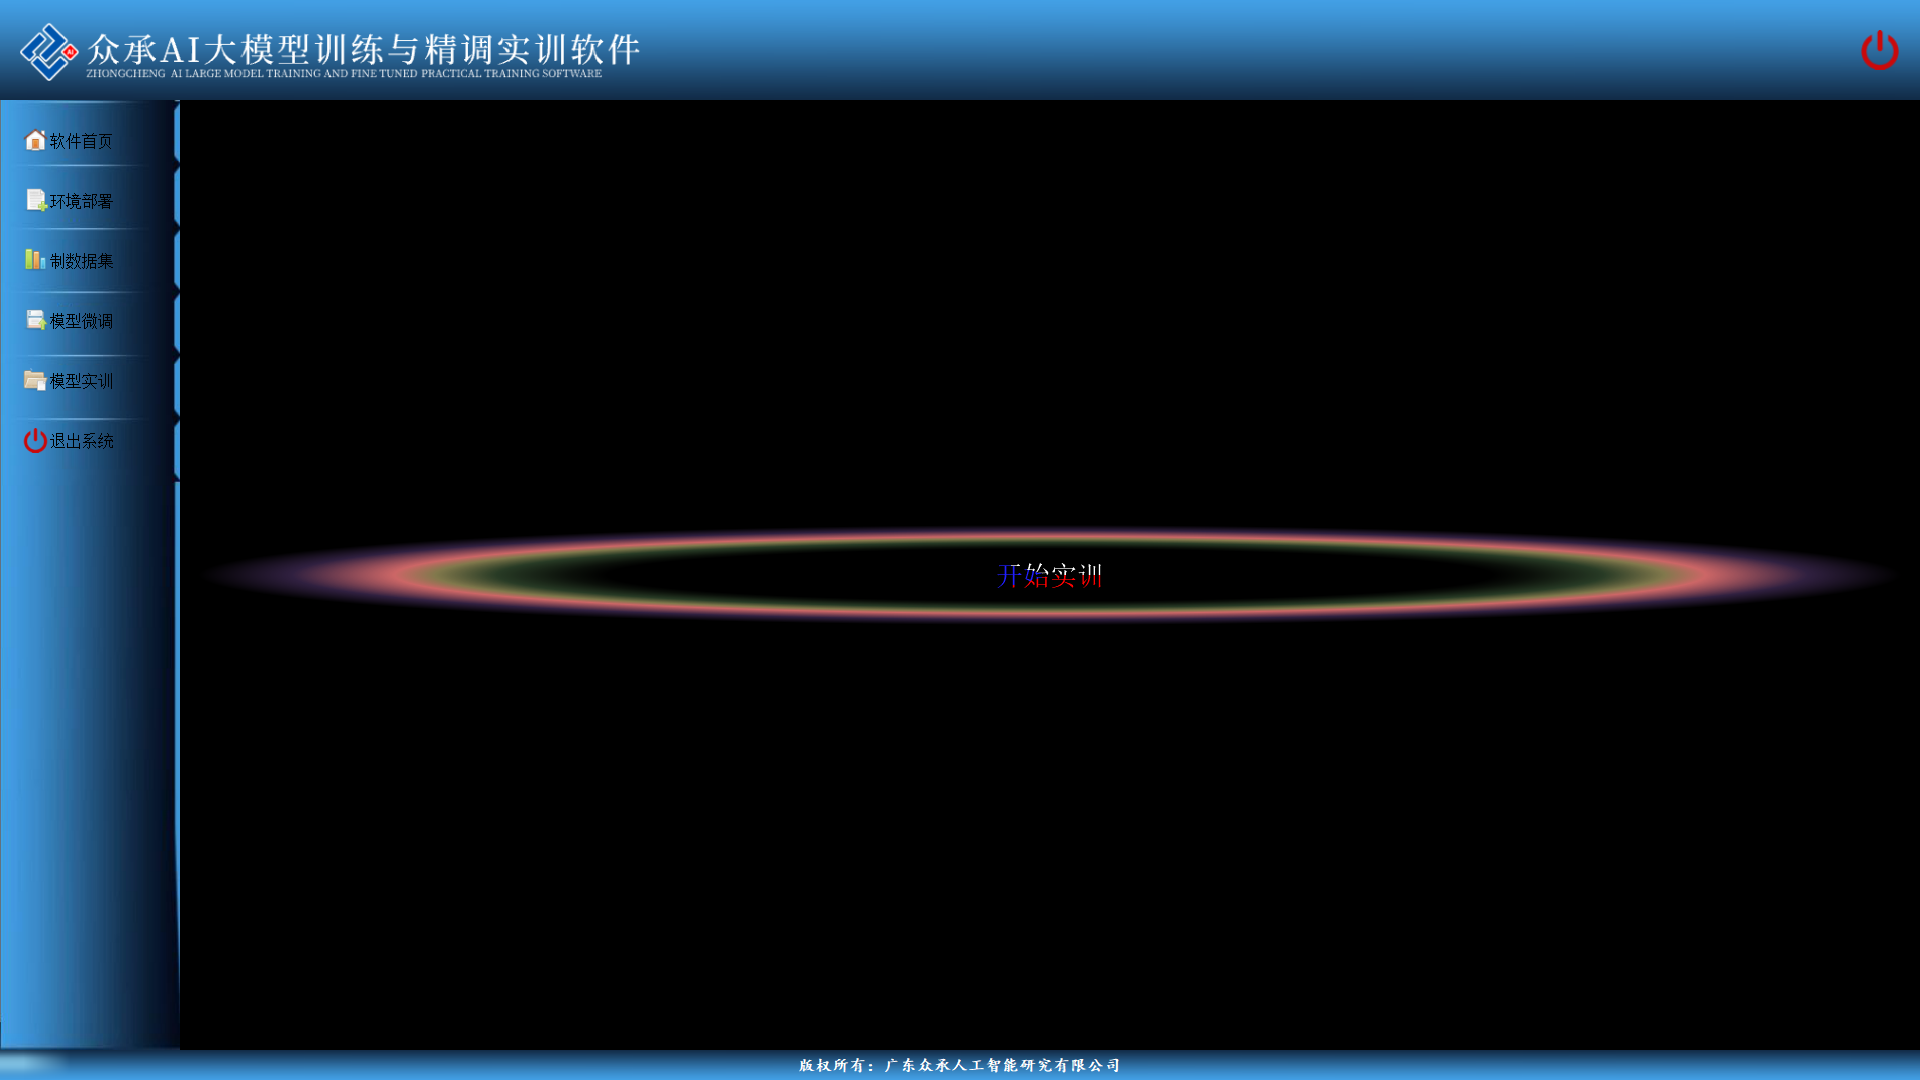 众承AI大模型训练与精调实训软件
ZHONGCHENG AI LARGE MODEL TRAINING AND FINE TUNED PRACTICAL TRAINING SOFTWARE
软件首页
环境部署
制数据集
模型微调
模型实训
退出系统
开始实训
版权所有：广东众承人工智能研究有限公司